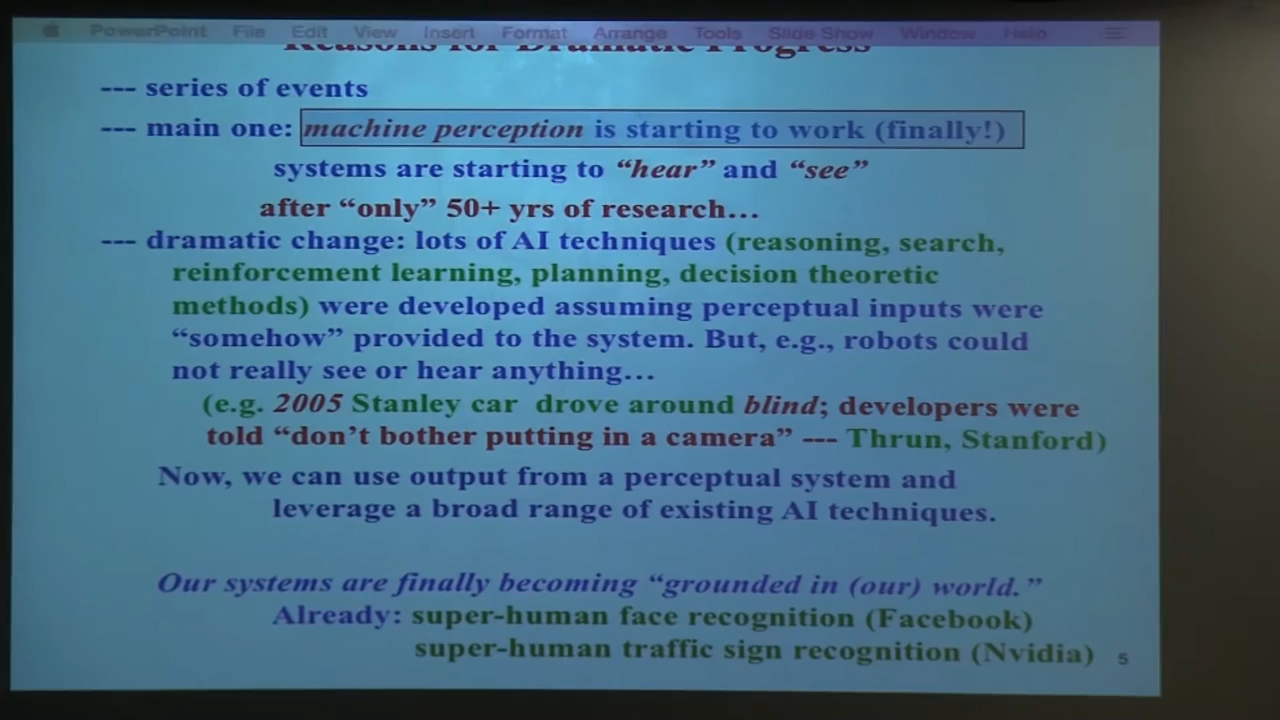 PowerPoint File Edit View Insert Format Arrange Tools Slide Show Window Help
Reasons for Dramatic Progress
--- series of events
--- main one: machine perception is starting to work (finally!)
systems are starting to “hear” and “see”
after “only” 50+ yrs of research…
--- dramatic change: lots of AI techniques (reasoning, search,
reinforcement learning, planning, decision theoretic
methods) were developed assuming perceptual inputs were
“somehow” provided to the system. But, e.g., robots could
not really see or hear anything…
(e.g. 2005 Stanley car drove around blind; developers were
told “don’t bother putting in a camera” --- Thrun, Stanford)
Now, we can use output from a perceptual system and
leverage a broad range of existing AI techniques.
Our systems are finally becoming “grounded in (our) world.”
Already: super-human face recognition (Facebook)
super-human traffic sign recognition (Nvidia)
5